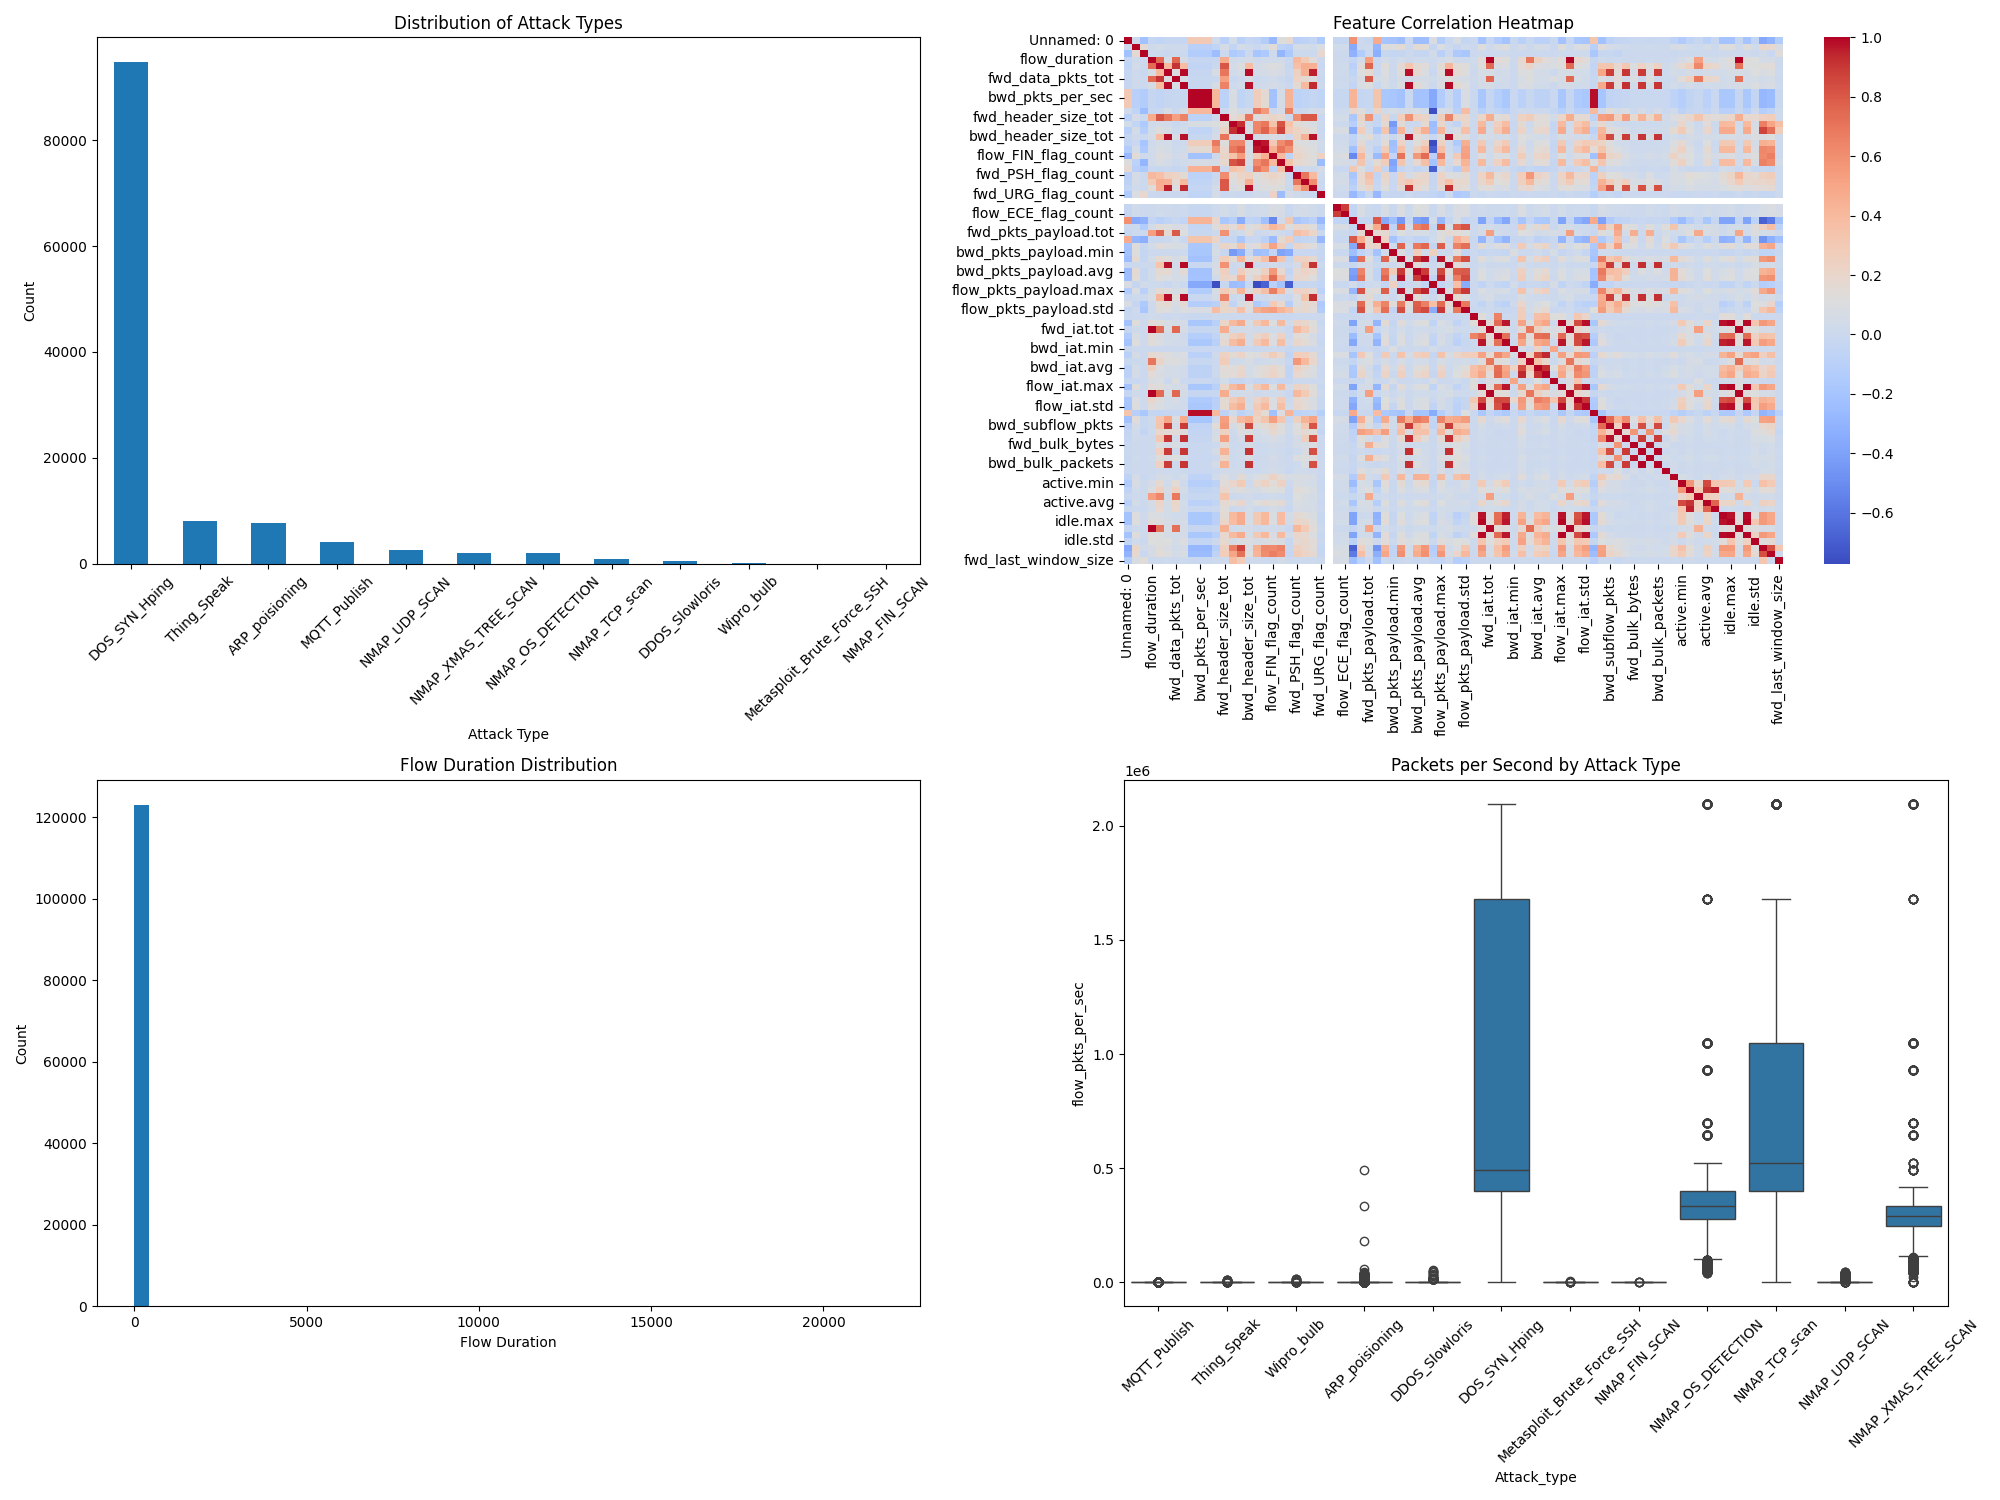 Distribution of Attack Types
80000
60000
40000
20000
0
Count
DOS_SYN_Hping
Thing_Speak
ARP_poisioning
MQTT_Publish
NMAP_UDP_SCAN
NMAP_XMAS_TREE_SCAN
NMAP_OS_DETECTION
NMAP_TCP_scan
DDOS_Slowloris
Wipro_bulb
Metasploit_Brute_Force_SSH
NMAP_FIN_SCAN
Attack Type
Feature Correlation Heatmap
Unnamed: 0
flow_duration
fwd_data_pkts_tot
bwd_pkts_per_sec
fwd_header_size_tot
bwd_header_size_tot
flow_FIN_flag_count
fwd_PSH_flag_count
fwd_URG_flag_count
flow_ECE_flag_count
fwd_pkts_payload.tot
bwd_pkts_payload.min
bwd_pkts_payload.avg
flow_pkts_payload.max
flow_pkts_payload.std
fwd_iat.tot
bwd_iat.min
bwd_iat.avg
flow_iat.max
flow_iat.std
bwd_subflow_pkts
fwd_bulk_bytes
bwd_bulk_packets
active.min
active.avg
idle.max
idle.std
fwd_last_window_size
Unnamed: 0
flow_duration
fwd_data_pkts_tot
bwd_pkts_per_sec
fwd_header_size_tot
bwd_header_size_tot
flow_FIN_flag_count
fwd_PSH_flag_count
fwd_URG_flag_count
flow_ECE_flag_count
fwd_pkts_payload.tot
bwd_pkts_payload.min
bwd_pkts_payload.avg
flow_pkts_payload.max
flow_pkts_payload.std
fwd_iat.tot
bwd_iat.min
bwd_iat.avg
flow_iat.max
flow_iat.std
bwd_subflow_pkts
fwd_bulk_bytes
bwd_bulk_packets
active.min
active.avg
idle.max
idle.std
fwd_last_window_size
1.0
0.8
0.6
0.4
0.2
0.0
−0.2
−0.4
−0.6
Flow Duration Distribution
120000
100000
80000
60000
40000
20000
0
Count
0
5000
10000
15000
20000
Flow Duration
Packets per Second by Attack Type
1e6
2.0
1.5
1.0
0.5
0.0
flow_pkts_per_sec
MQTT_Publish
Thing_Speak
Wipro_bulb
ARP_poisioning
DDOS_Slowloris
DOS_SYN_Hping
Metasploit_Brute_Force_SSH
NMAP_FIN_SCAN
NMAP_OS_DETECTION
NMAP_TCP_scan
NMAP_UDP_SCAN
NMAP_XMAS_TREE_SCAN
Attack_type